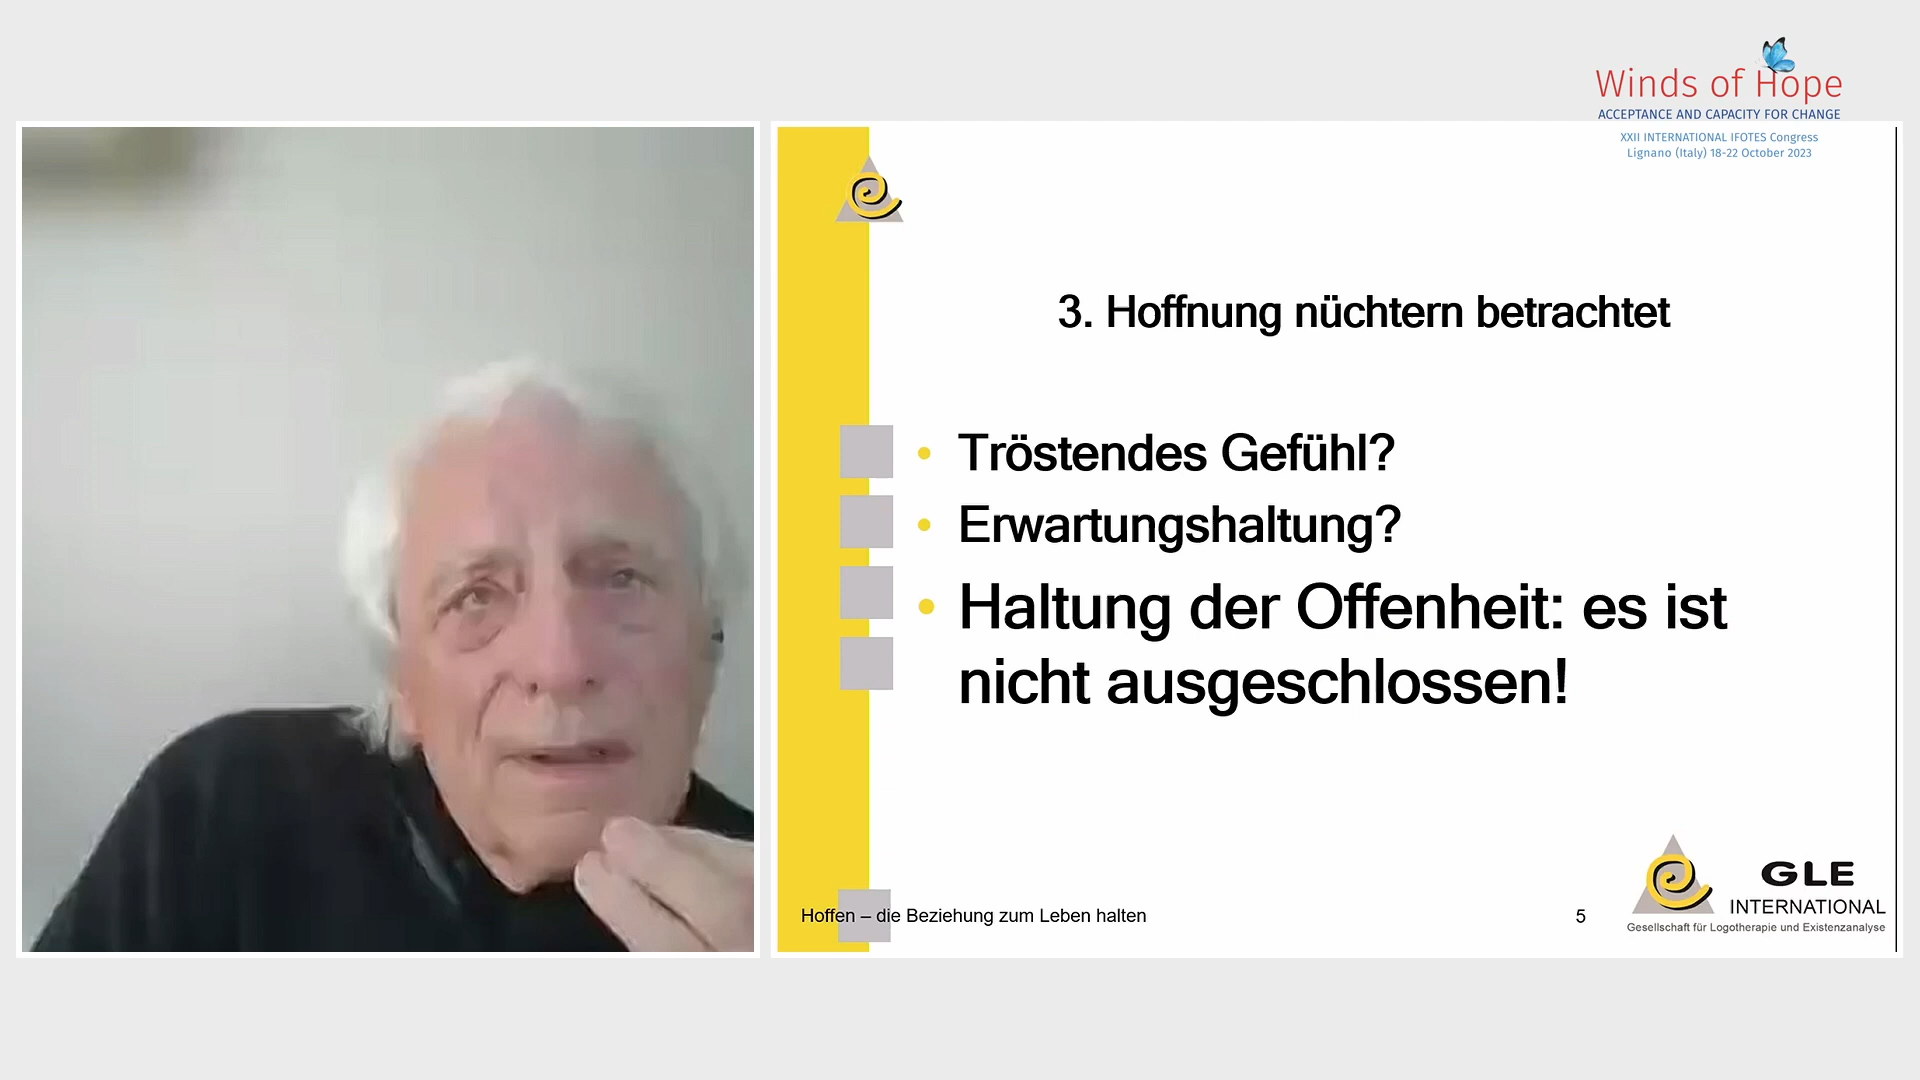 Winds of Hope
ACCEPTANCE AND CAPACITY FOR CHANGE
XXII INTERNATIONAL IFOTES Congress
Lignano (Italy) 18-22 October 2023
3. Hoffnung nüchtern betrachtet
• Tröstendes Gefühl?
• Erwartungshaltung?
• Haltung der Offenheit: es ist
nicht ausgeschlossen!
Hoffen – die Beziehung zum Leben halten
5
GLE
INTERNATIONAL
Gesellschaft für Logotherapie und Existenzanalyse